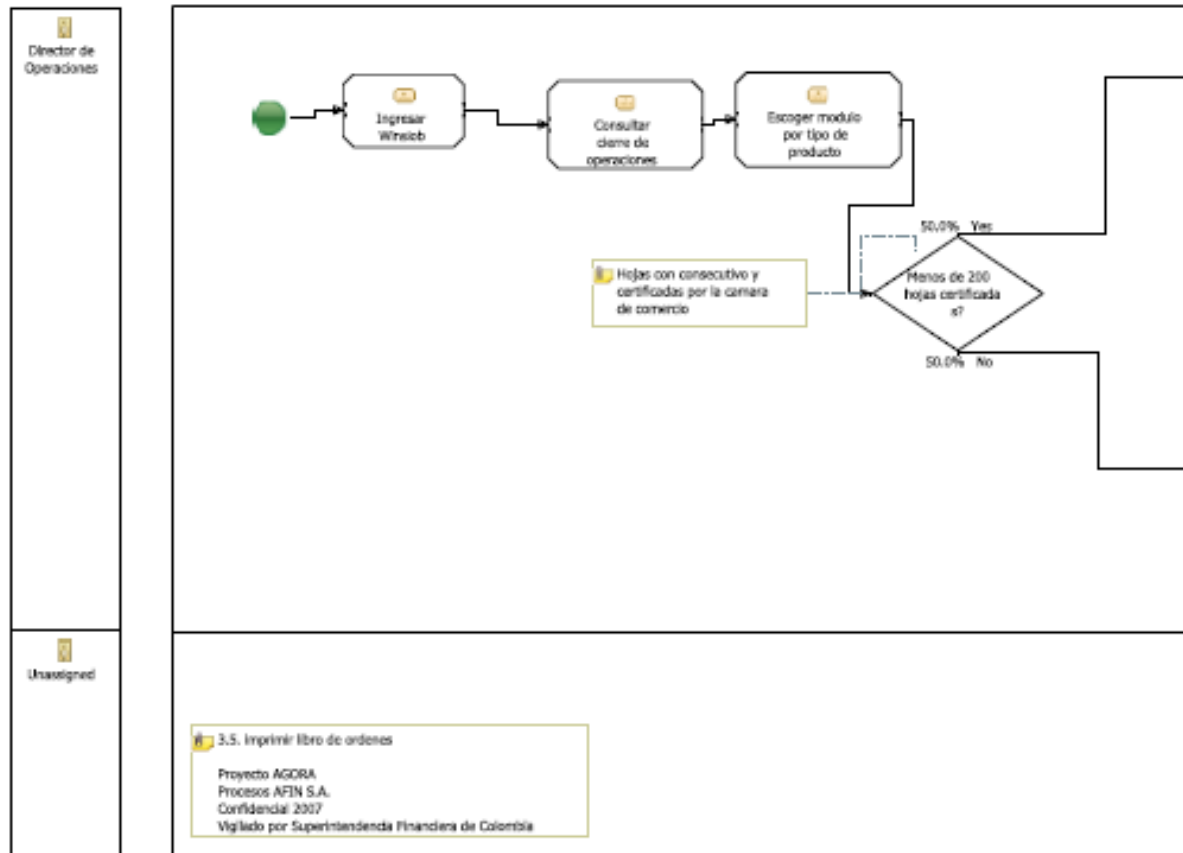 Director de
Operaciones
Ingresar
Winsiob
Consultar
cierre de
operaciones
Escoger modulo
por tipo de
producto
50.0% Yes
Hojas con consecutivo y
certificadas por la camara
de comercio
Menos de 200
hojas certificada
s?
50.0% No
Unassigned
3.5. Imprimir libro de ordenes
Proyecto AGORA
Procesos AFIN S.A.
Confidencial 2007
Vigilado por Superintendencia Financiera de Colombia